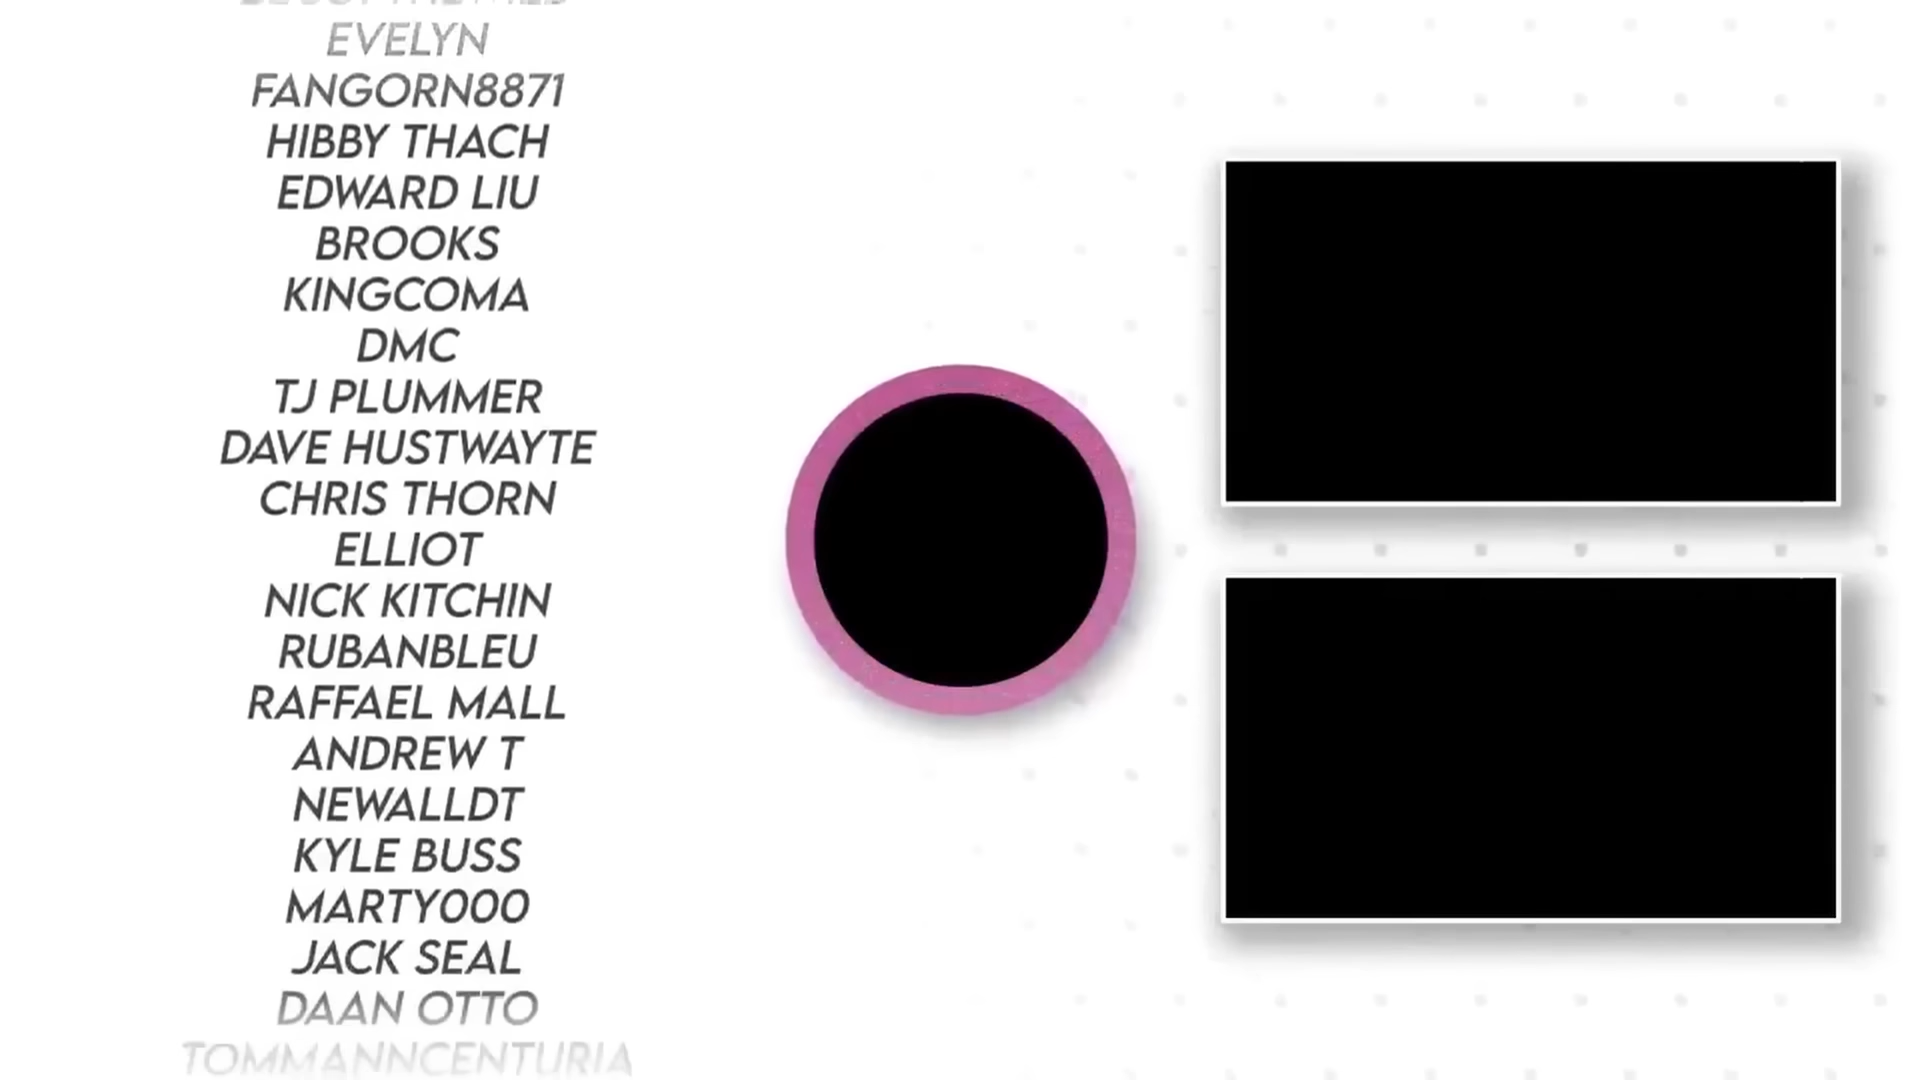 EVELYN
FANGORN8871
HIBBY THACH
EDWARD LIU
BROOKS
KINGCOMA
DMC
TJ PLUMMER
DAVE HUSTWAYTE
CHRIS THORN
ELLIOT
NICK KITCHIN
RUBANBLEU
RAFFAEL MALL
ANDREW T
NEWALLDT
KYLE BUSS
MARTY000
JACK SEAL
DAAN OTTO
TOMMANNCENTURIA